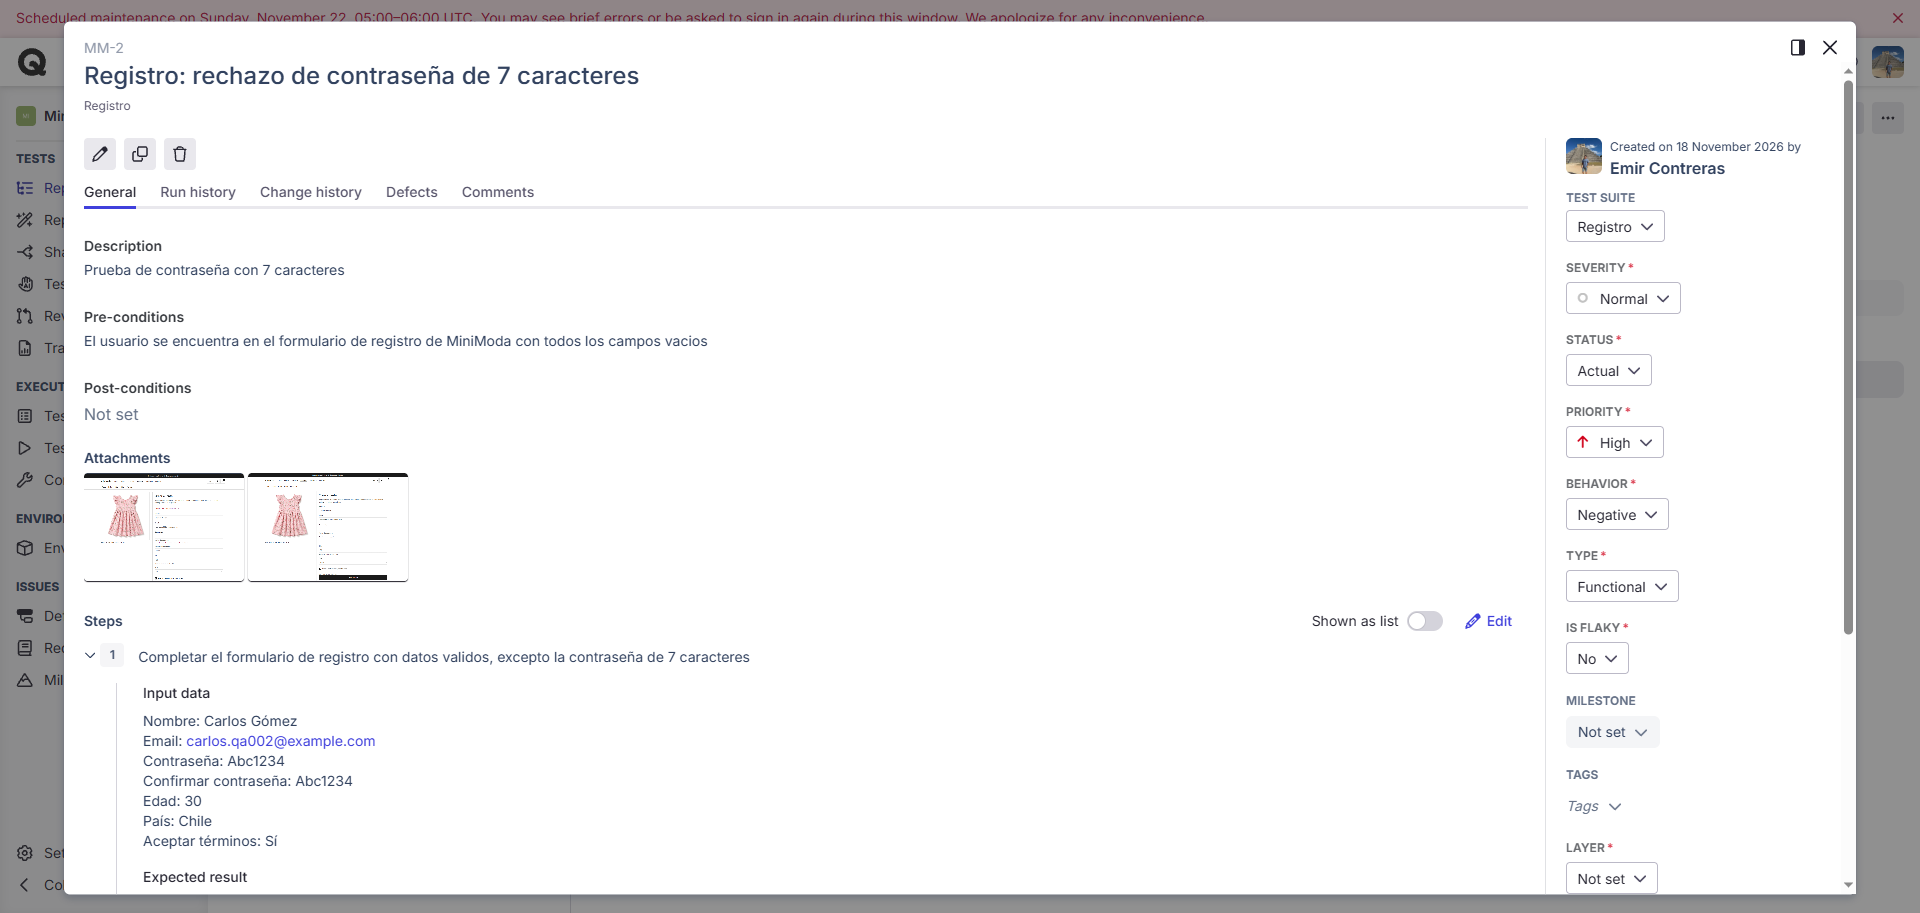 Scheduled maintenance on Sunday, November 22, 05:00–06:00 UTC. You may see brief errors or be asked to sign in again during this window. We apologize for any inconvenience.
MM-2
Registro: rechazo de contraseña de 7 caracteres
Registro
General
Run history
Change history
Defects
Comments
Description
Prueba de contraseña con 7 caracteres
Pre-conditions
El usuario se encuentra en el formulario de registro de MiniModa con todos los campos vacios
Post-conditions
Not set
Attachments
Steps
Shown as list
Edit
1
Completar el formulario de registro con datos validos, excepto la contraseña de 7 caracteres
Input data
Nombre: Carlos Gómez
Email: carlos.qa002@example.com
Contraseña: Abc1234
Confirmar contraseña: Abc1234
Edad: 30
País: Chile
Aceptar términos: Sí
Expected result
Created on 18 November 2026 by
Emir Contreras
TEST SUITE
Registro
SEVERITY*
Normal
STATUS*
Actual
PRIORITY*
High
BEHAVIOR*
Negative
TYPE*
Functional
IS FLAKY*
No
MILESTONE
Not set
TAGS
Tags
LAYER*
Not set
TESTS
ISSUES